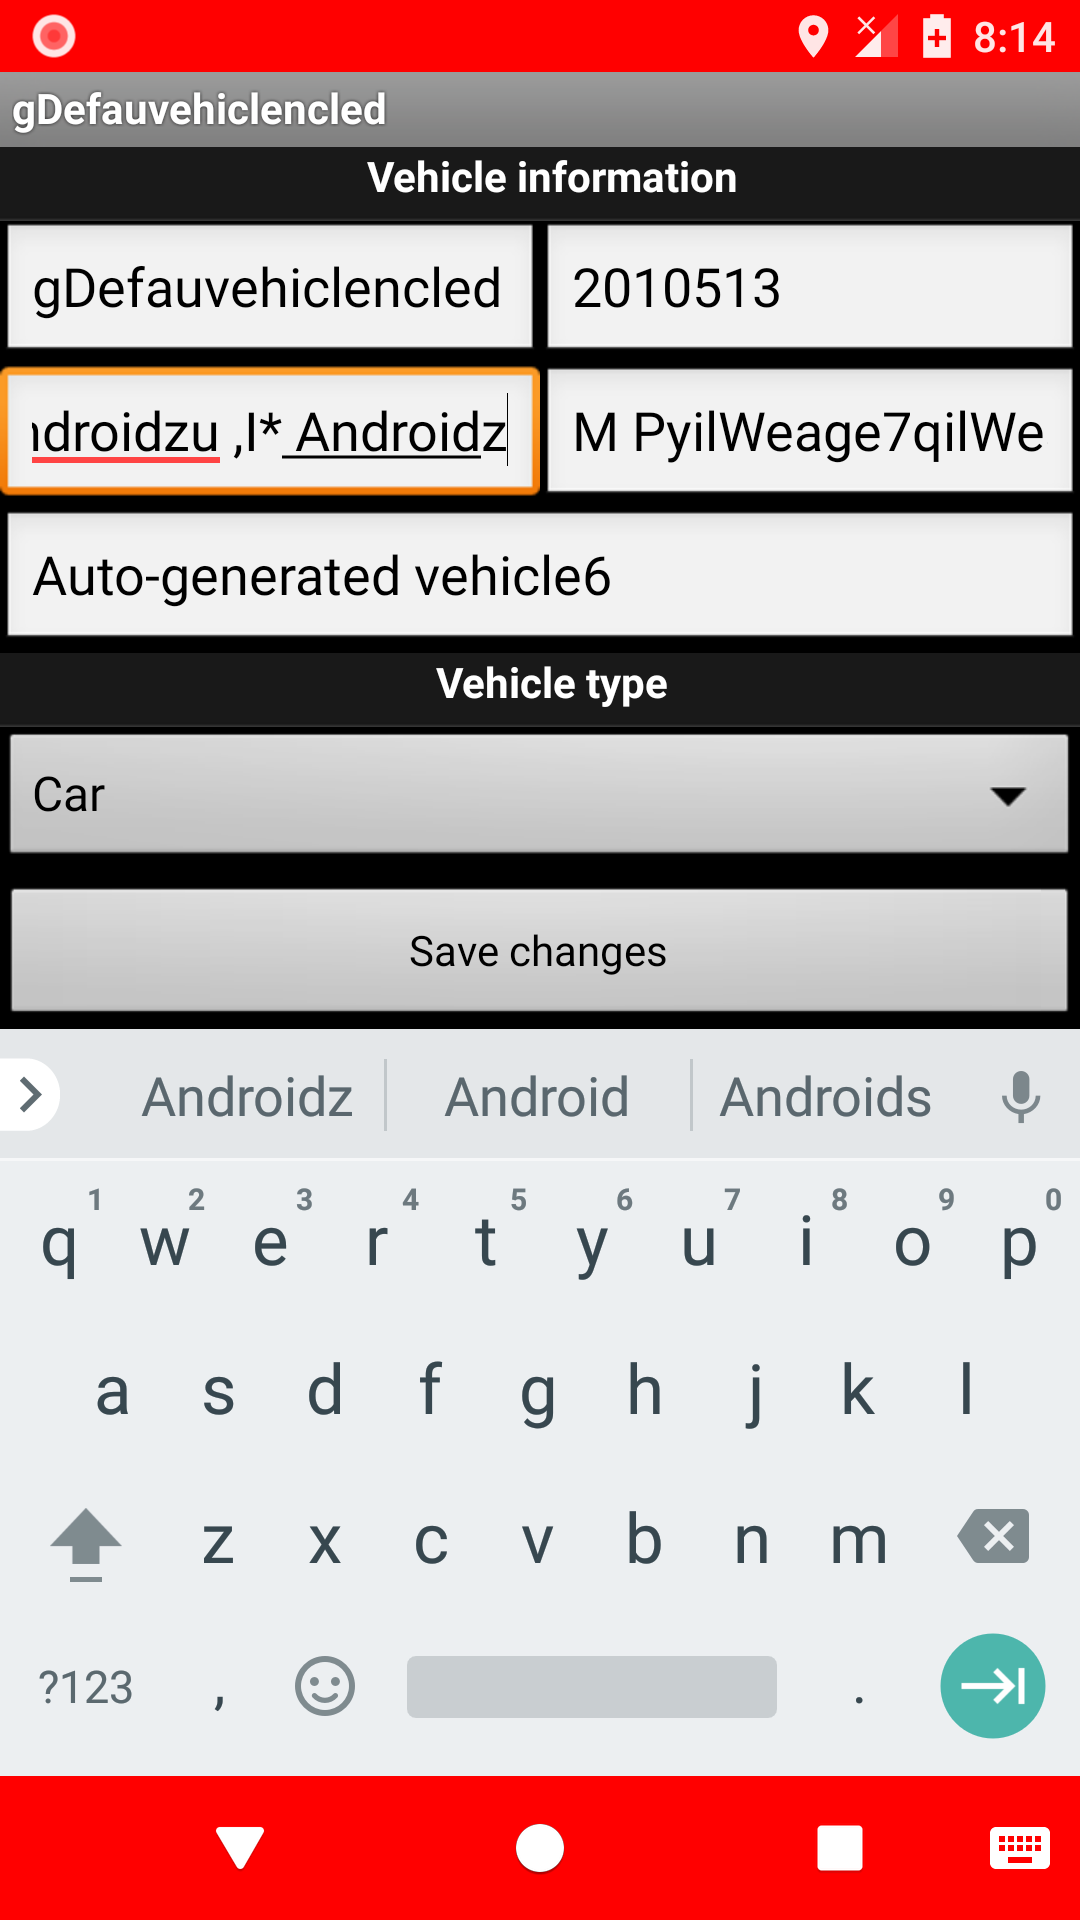 8:14
gDefauvehiclencled
Vehicle information
gDefauvehiclencled 2010513
ndroidzu ,I* Androidz M PyilWeage7qilWe
Auto-generated vehicle6
Vehicle type
Car
Save changes
Androidz Android Androids
1 2 3 4 5 6 7 8 9 0
q w e r t y u i o p
a s d f g h j k l
z x c v b n m
?123 , .